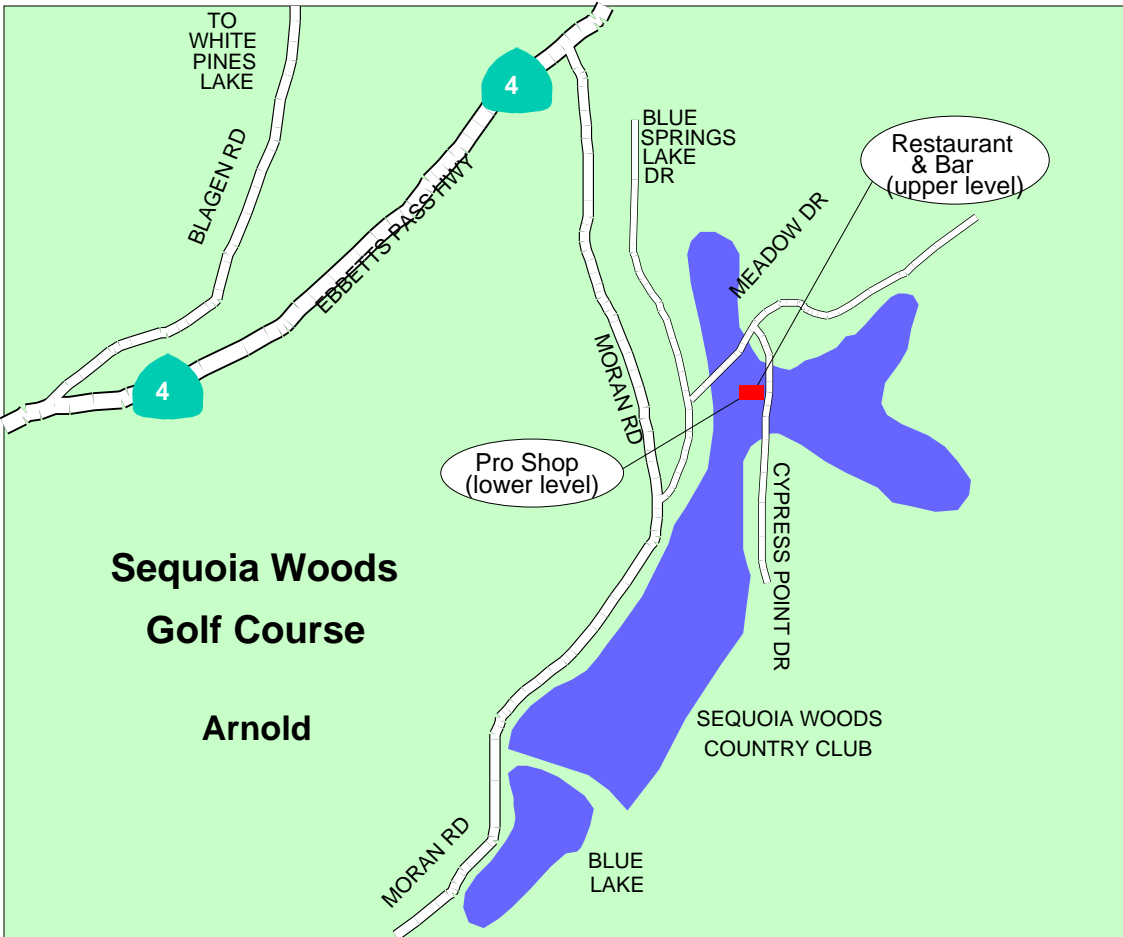 TO
WHITE
PINES
LAKE
4
BLAGEN RD
EBBETTS PASS HWY
4
BLUE
SPRINGS
LAKE
DR
Restaurant
& Bar
(upper level)
MEADOW DR
MORAN RD
Pro Shop
(lower level)
CYPRESS POINT DR
Sequoia Woods
Golf Course
Arnold
SEQUOIA WOODS
COUNTRY CLUB
MORAN RD
BLUE
LAKE